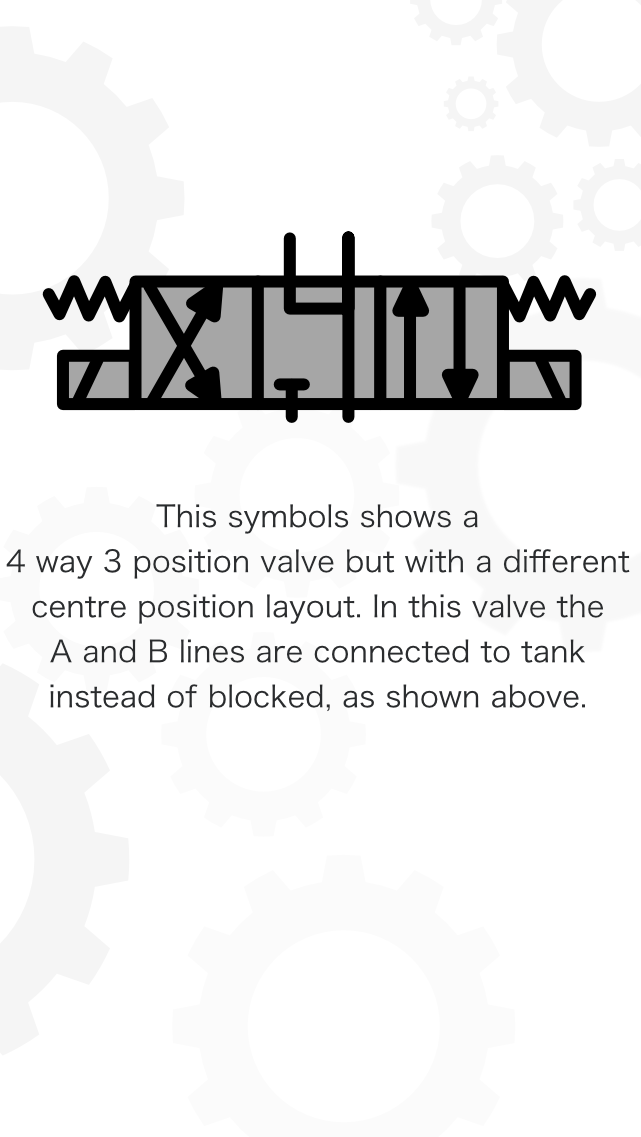 This symbols shows a
4 way 3 position valve but with a different
centre position layout. In this valve the
A and B lines are connected to tank
instead of blocked, as shown above.